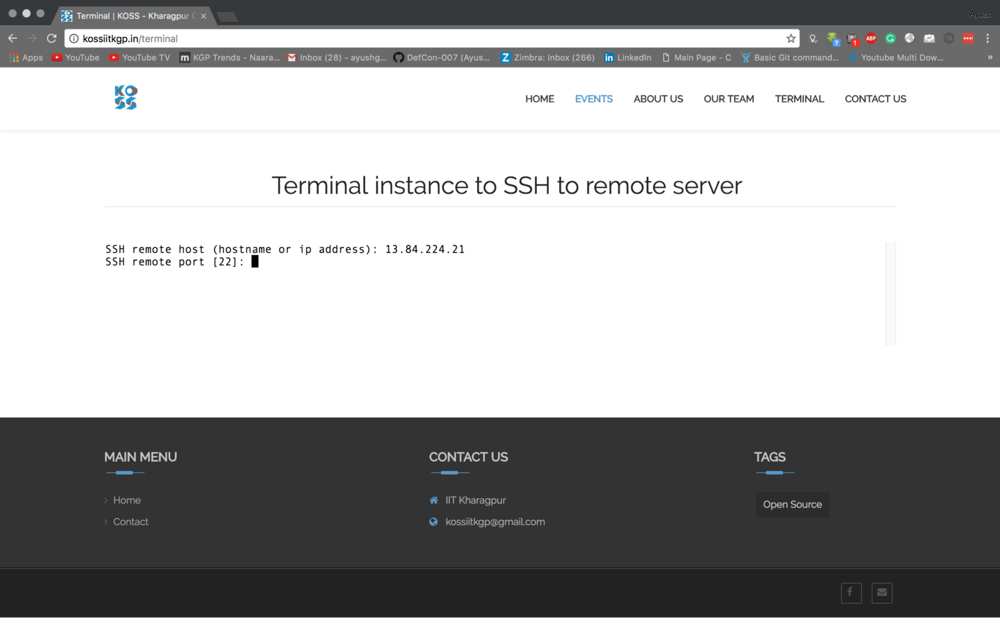 Terminal | KOSS - Kharagpur
Ayush
kossiitkgp.in/terminal
?
1
ABP
Apps YouTube YouTube TV m KGP Trends - Naara... Inbox (28) - ayushg... DefCon-007 (Ayus... Z Zimbra: Inbox (266) in LinkedIn Main Page - C Basic Git command... Youtube Multi Dow... »
KO
SS
HOME EVENTS ABOUT US OUR TEAM TERMINAL CONTACT US
Terminal instance to SSH to remote server
SSH remote host (hostname or ip address): 13.84.224.21
SSH remote port [22]:
MAIN MENU
Home
Contact
CONTACT US
IIT Kharagpur
kossiitkgp@gmail.com
TAGS
Open Source